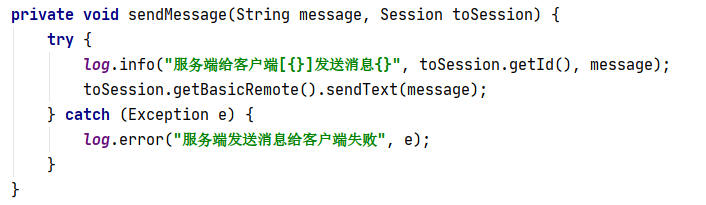 private void sendMessage(String message, Session toSession) {
    try {
        log.info("服务端给客户端[{}]发送消息{}", toSession.getId(), message);
        toSession.getBasicRemote().sendText(message);
    } catch (Exception e) {
        log.error("服务端发送消息给客户端失败", e);
    }
}